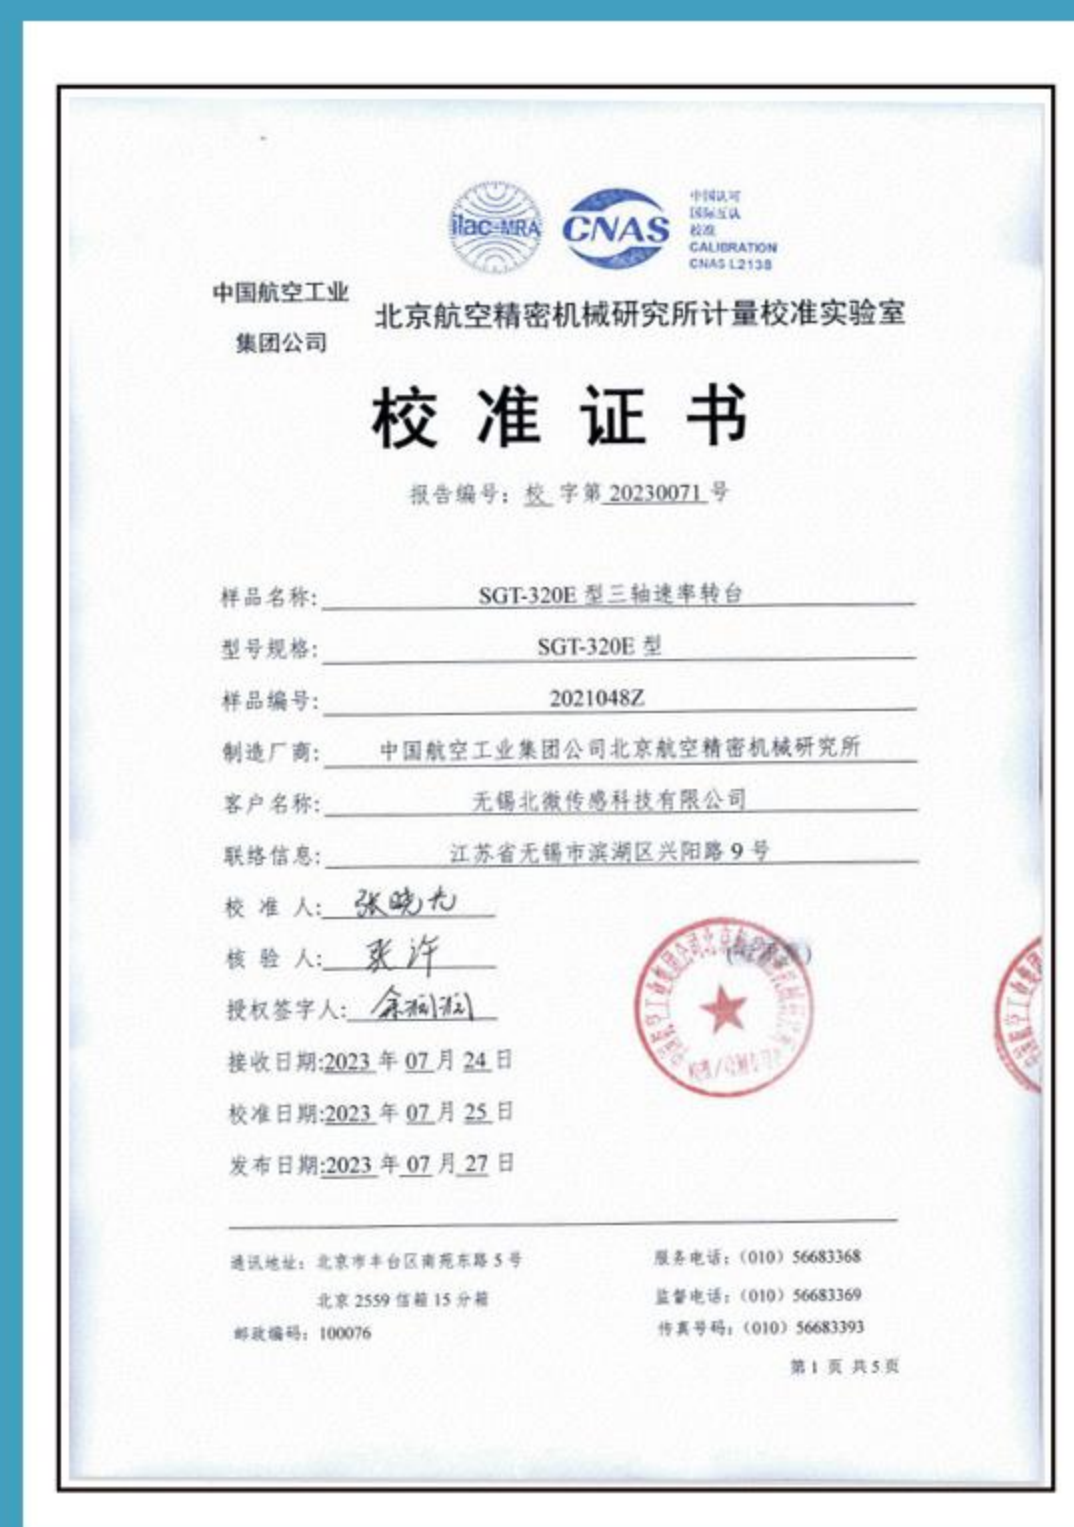 ilac-MRA
CNAS
中国认可
国际互认
校准
CALIBRATION
CNAS L2138
中国航空工业
集团公司
北京航空精密机械研究所计量校准实验室
校 准 证 书
报告编号：校 字第 20230071 号
样品名称: SGT-320E 型三轴速率转台
型号规格: SGT-320E 型
样品编号: 2021048Z
制造厂商: 中国航空工业集团公司北京航空精密机械研究所
客户名称: 无锡北微传感科技有限公司
联络信息: 江苏省无锡市滨湖区兴阳路 9 号
校 准 人: 张晓
核 验 人: 张
授权签字人:
接收日期:2023 年 07 月 24 日
校准日期:2023 年 07 月 25 日
发布日期:2023 年 07 月 27 日
通讯地址：北京市丰台区南苑东路 5 号
北京 2559 信箱 15 分箱
邮政编码：100076
服务电话：（010）56683368
监督电话：（010）56683369
传真号码：（010）56683393
第 1 页 共 5 页